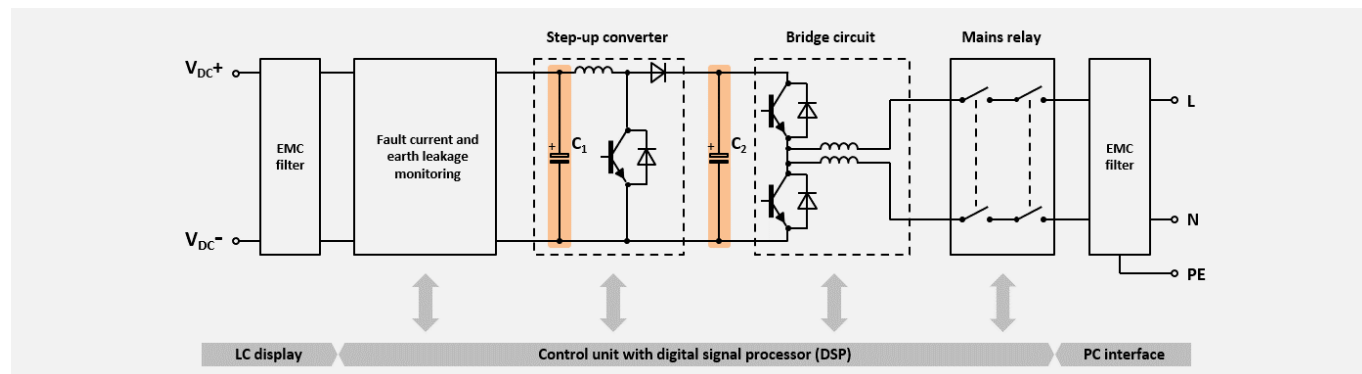 Step-up converter
Bridge circuit
Mains relay
VDC+
EMC
filter
Fault current and
earth leakage
monitoring
+
C1
+
C2
EMC
filter
L
N
VDC-
PE
LC display
Control unit with digital signal processor (DSP)
PC interface